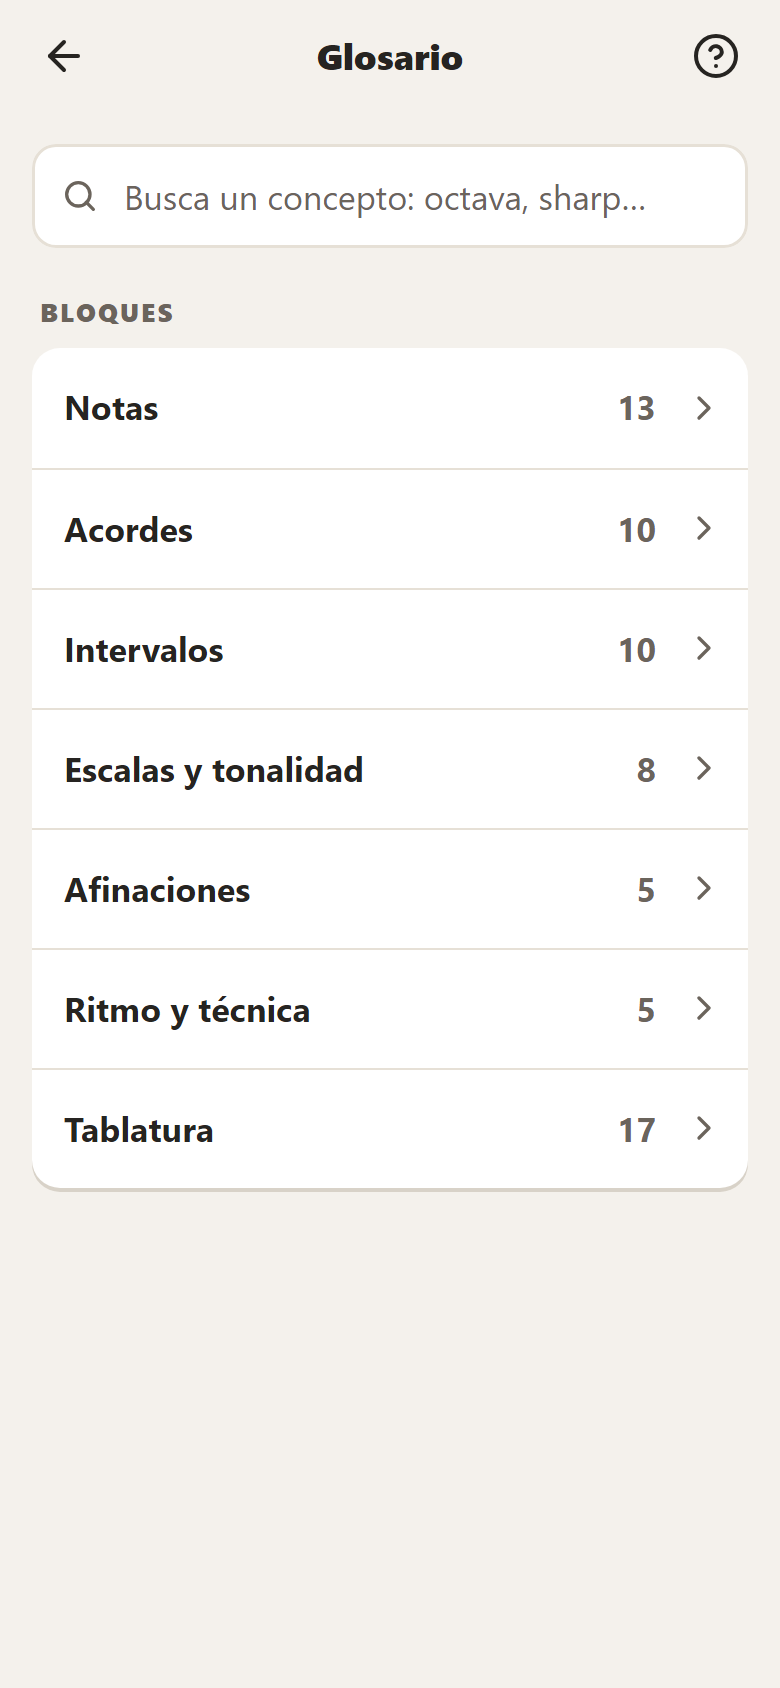 Glosario
Busca un concepto: octava, sharp...
BLOQUES
Notas 13
Acordes 10
Intervalos 10
Escalas y tonalidad 8
Afinaciones 5
Ritmo y técnica 5
Tablatura 17